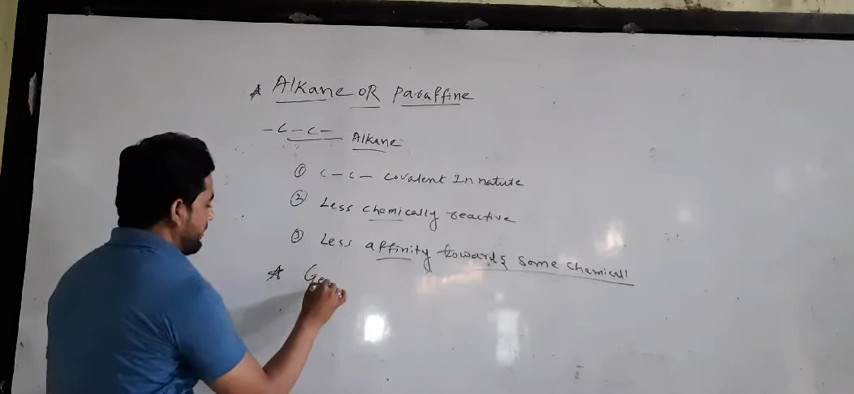 Alkane OR Paraffine
-C-C- Alkane
① C-C- covalent In nature
② Less chemically reactive
③ Less affinity towards some chemical